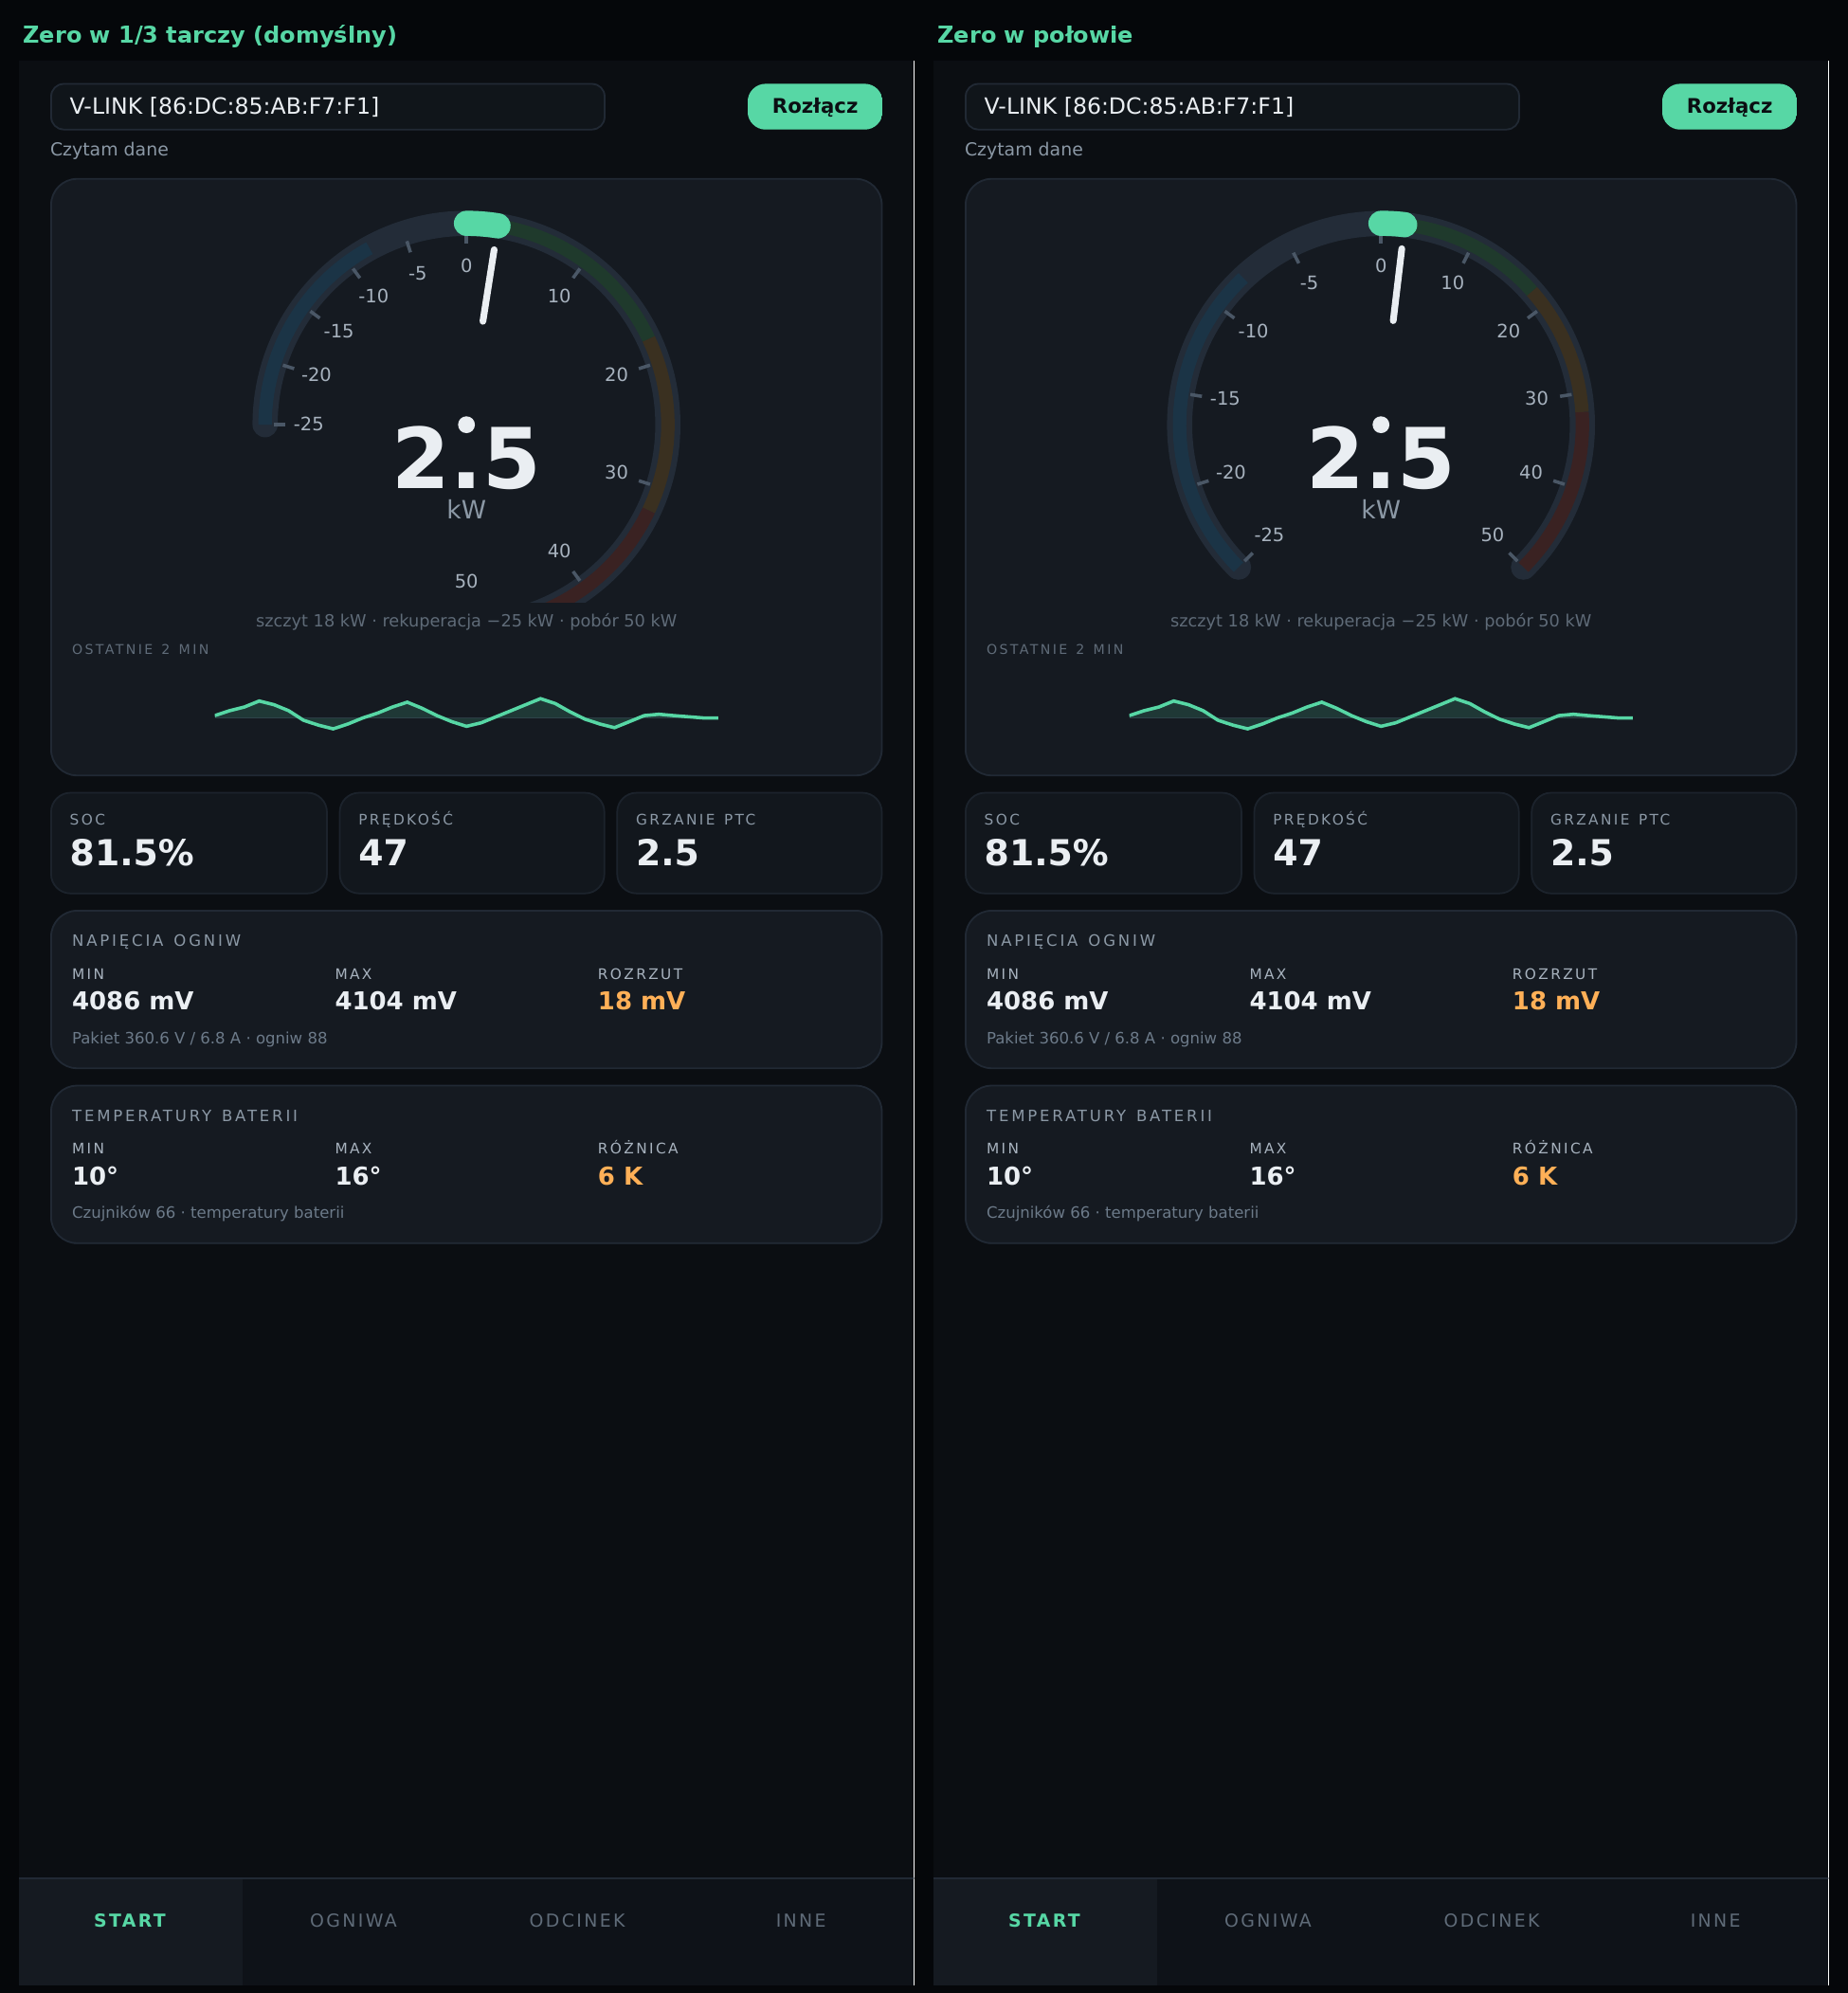 Zero w 1/3 tarczy (domyślny)
V-LINK [86:DC:85:AB:F7:F1]
Rozłącz
Czytam dane
0
-5
10
-10
-15
20
-20
-25
2.5
30
kW
40
50
szczyt 18 kW · rekuperacja −25 kW · pobór 50 kW
OSTATNIE 2 MIN
SOC
81.5%
PRĘDKOŚĆ
47
GRZANIE PTC
2.5
NAPIĘCIA OGNIW
MIN
4086 mV
MAX
4104 mV
ROZRZUT
18 mV
Pakiet 360.6 V / 6.8 A · ogniw 88
TEMPERATURY BATERII
MIN
10°
MAX
16°
RÓŻNICA
6 K
Czujników 66 · temperatury baterii
START
OGNIWA
ODCINEK
INNE
Zero w połowie
V-LINK [86:DC:85:AB:F7:F1]
Rozłącz
Czytam dane
0
-5
10
-10
20
-15
30
2.5
-20
40
kW
-25
50
szczyt 18 kW · rekuperacja −25 kW · pobór 50 kW
OSTATNIE 2 MIN
SOC
81.5%
PRĘDKOŚĆ
47
GRZANIE PTC
2.5
NAPIĘCIA OGNIW
MIN
4086 mV
MAX
4104 mV
ROZRZUT
18 mV
Pakiet 360.6 V / 6.8 A · ogniw 88
TEMPERATURY BATERII
MIN
10°
MAX
16°
RÓŻNICA
6 K
Czujników 66 · temperatury baterii
START
OGNIWA
ODCINEK
INNE